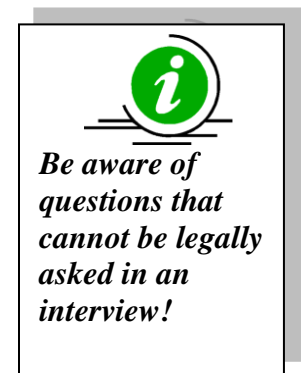 i
Be aware of
questions that
cannot be legally
asked in an
interview!